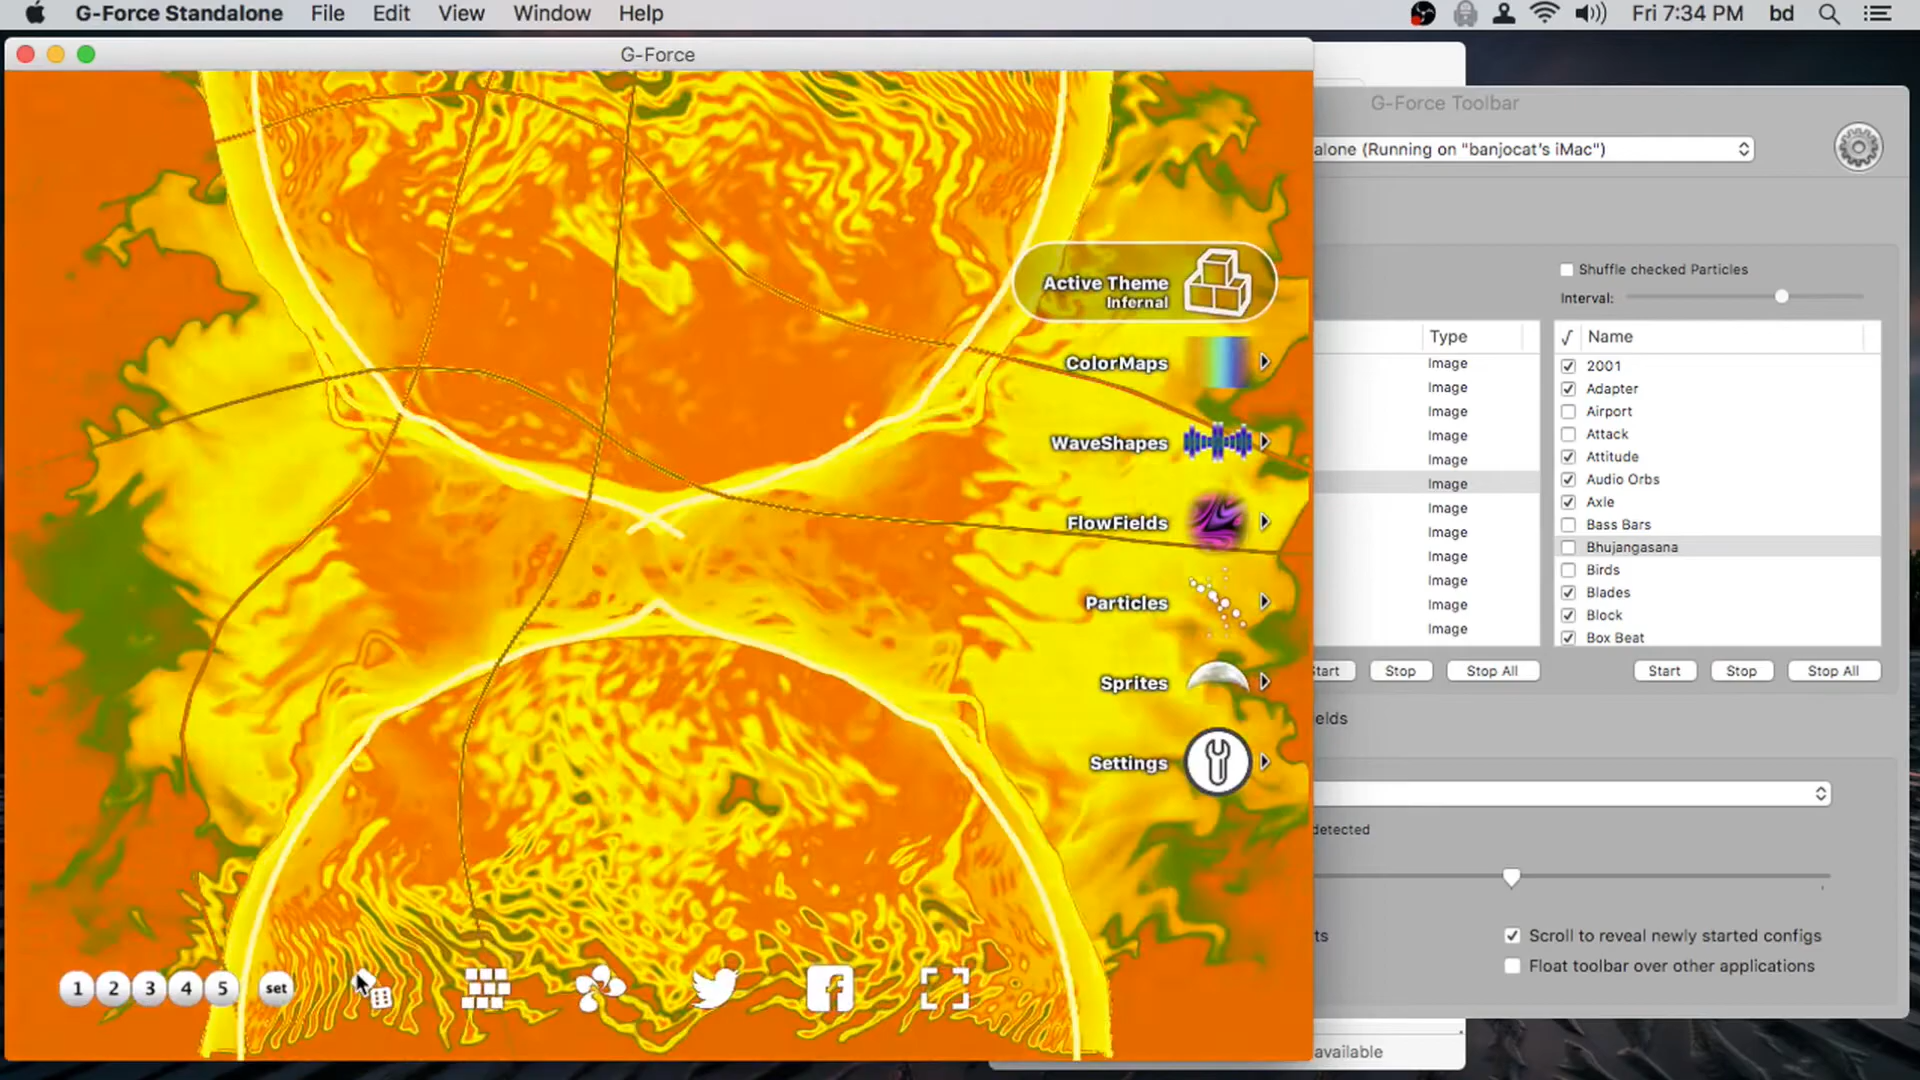 G-Force Standalone File Edit View Window Help Fri 7:34 PM bd
G-Force
G-Force Toolbar
alone (Running on "banjocat's iMac")
Shuffle checked Particles
Interval:
Active Theme
Infernal
ColorMaps
WaveShapes
FlowFields
Particles
Sprites
Settings
Type
Image
Image
Image
Image
Image
Image
Image
Image
Image
Image
Image
Image
√ Name
2001
Adapter
Airport
Attack
Attitude
Audio Orbs
Axle
Bass Bars
Bhujangasana
Birds
Blades
Block
Box Beat
tart Stop Stop All
Start Stop Stop All
ields
detected
ts
Scroll to reveal newly started configs
Float toolbar over other applications
1 2 3 4 5 set
available